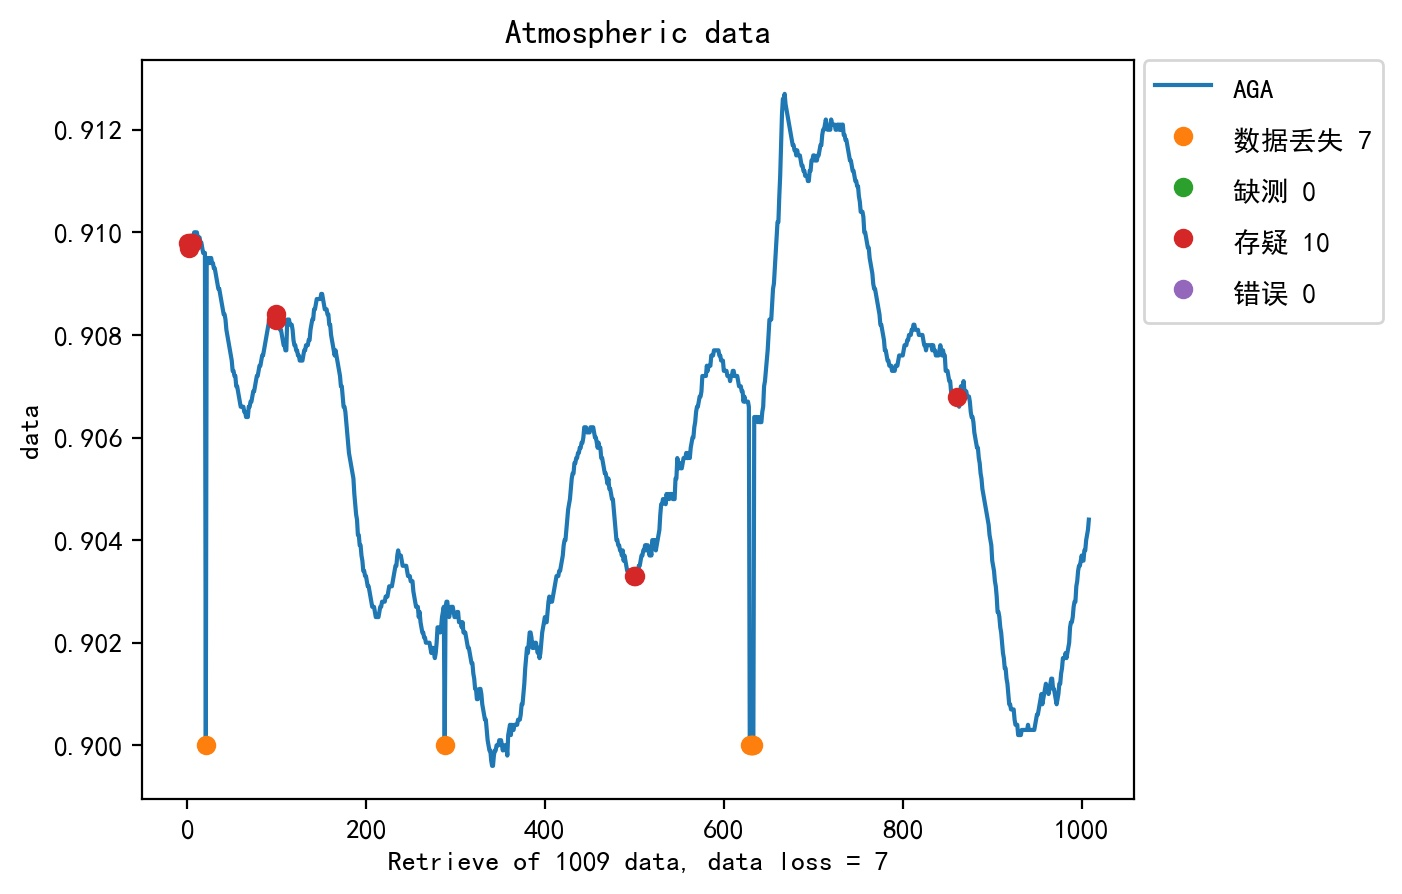 Atmospheric data
AGA
数据丢失 7
缺测 0
存疑 10
错误 0
data
0.912
0.910
0.908
0.906
0.904
0.902
0.900
0 200 400 600 800 1000
Retrieve of 1009 data, data loss = 7